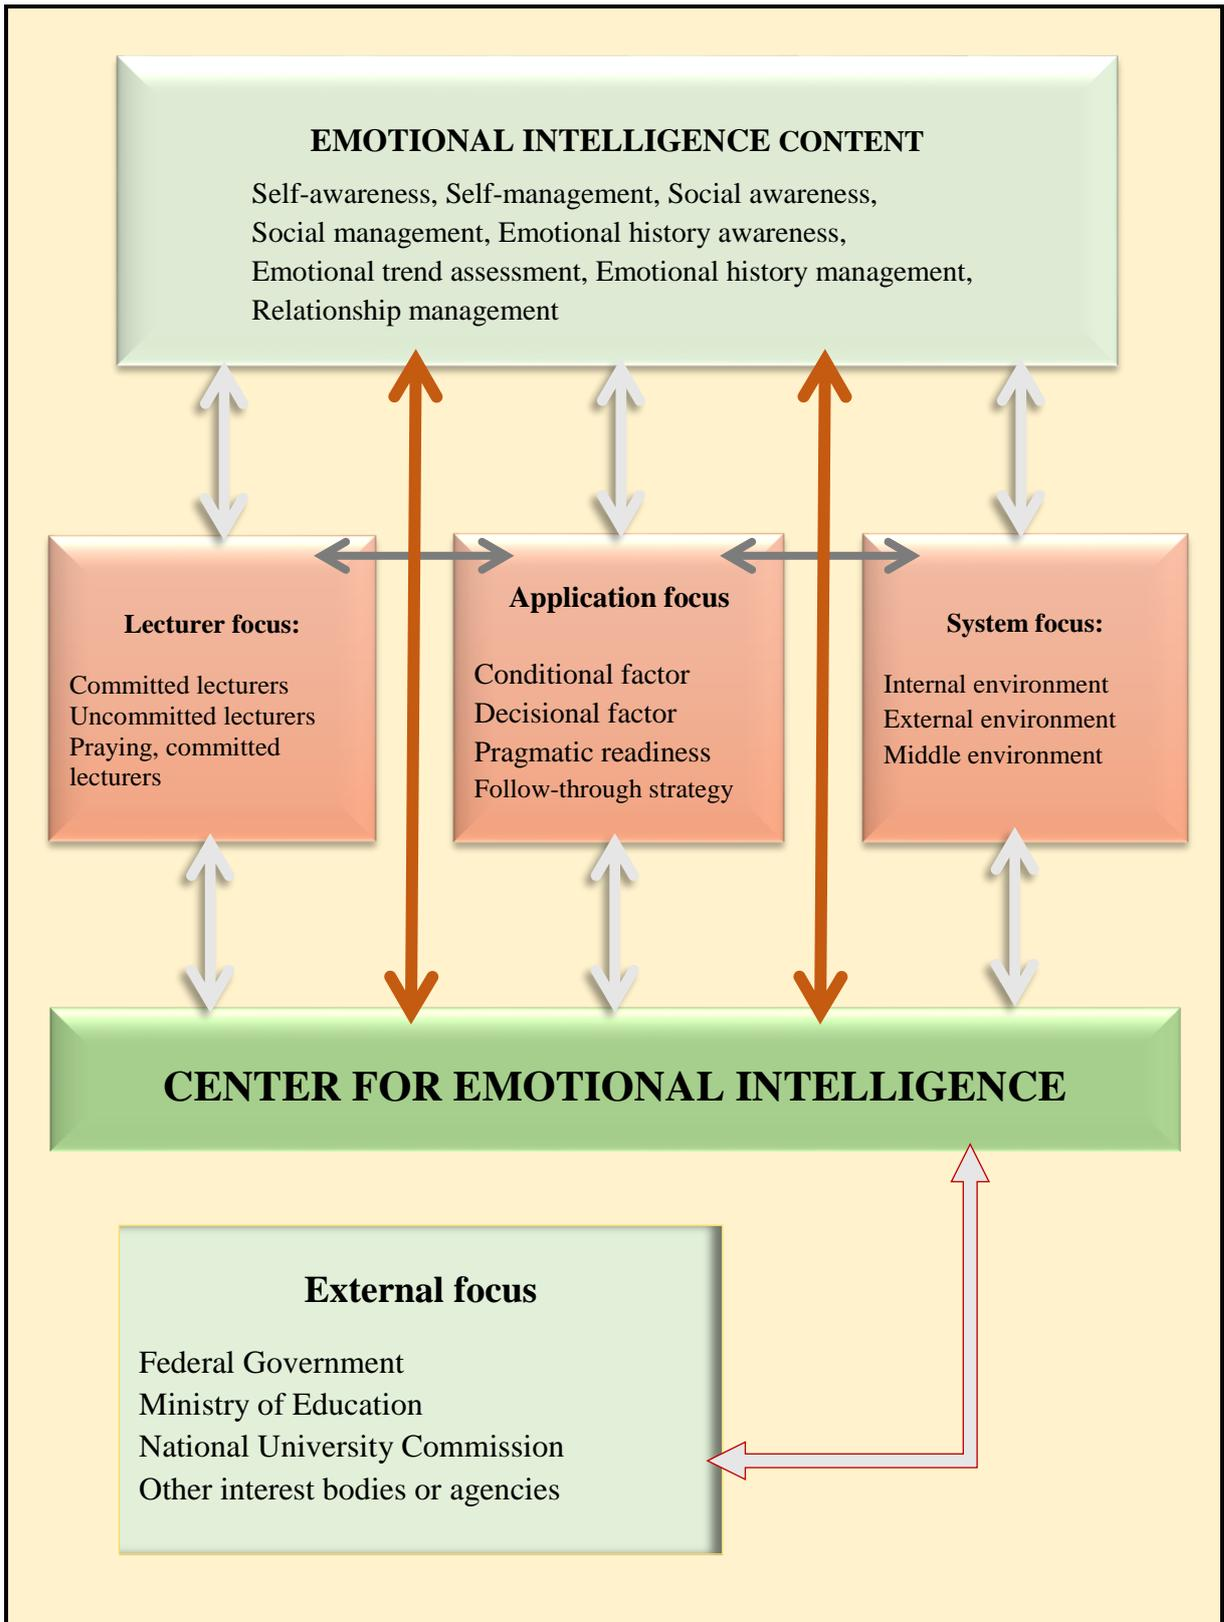 EMOTIONAL INTELLIGENCE CONTENT
Self-awareness, Self-management, Social awareness,
Social management, Emotional history awareness,
Emotional trend assessment, Emotional history management,
Relationship management
Lecturer focus:
Committed lecturers
Uncommitted lecturers
Praying, committed
lecturers
Application focus
Conditional factor
Decisional factor
Pragmatic readiness
Follow-through strategy
System focus:
Internal environment
External environment
Middle environment
CENTER FOR EMOTIONAL INTELLIGENCE
External focus
Federal Government
Ministry of Education
National University Commission
Other interest bodies or agencies